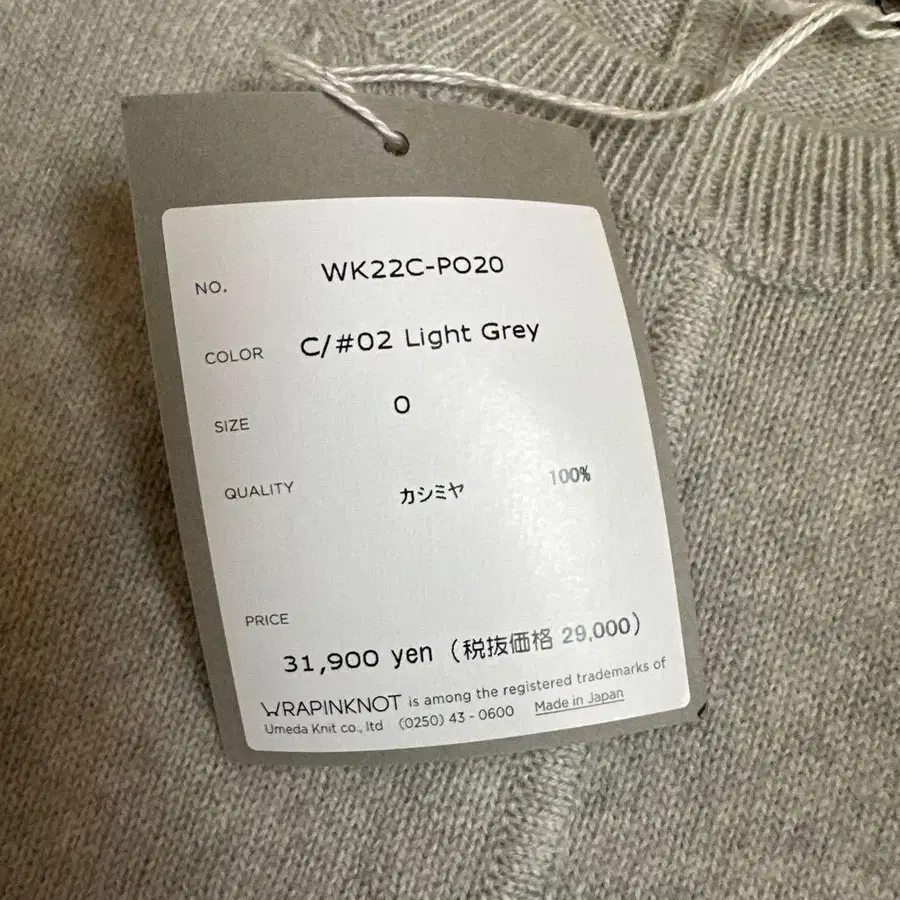 NO. WK22C-PO20
COLOR C/#02 Light Grey
SIZE 0
QUALITY カシミヤ 100%
PRICE
31,900 yen (税抜価格 29,000)
WRAPINKNOT is among the registered trademarks of
Umeda Knit co., ltd (0250) 43 - 0600 Made in Japan